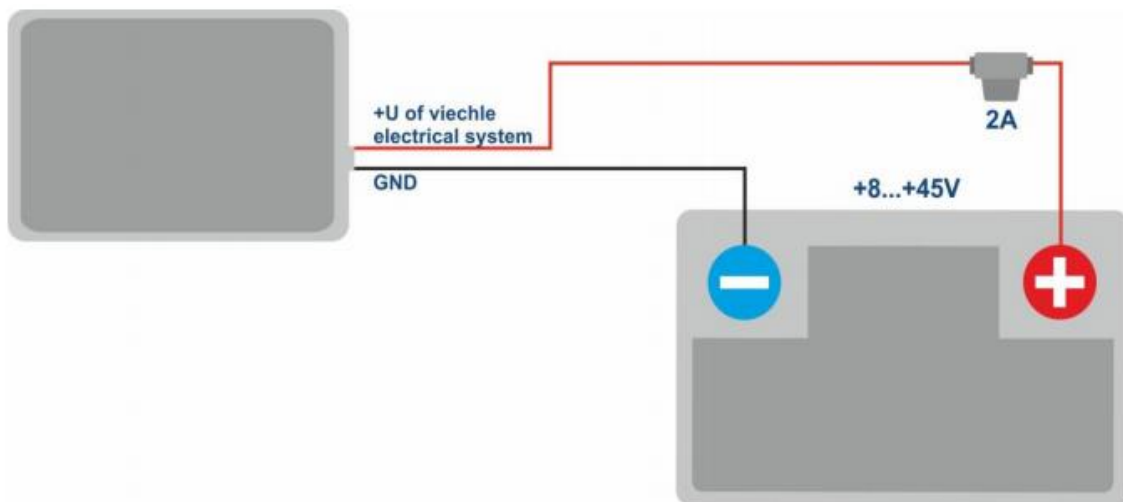 +U of viechle
electrical system
GND
2A
+8...+45V